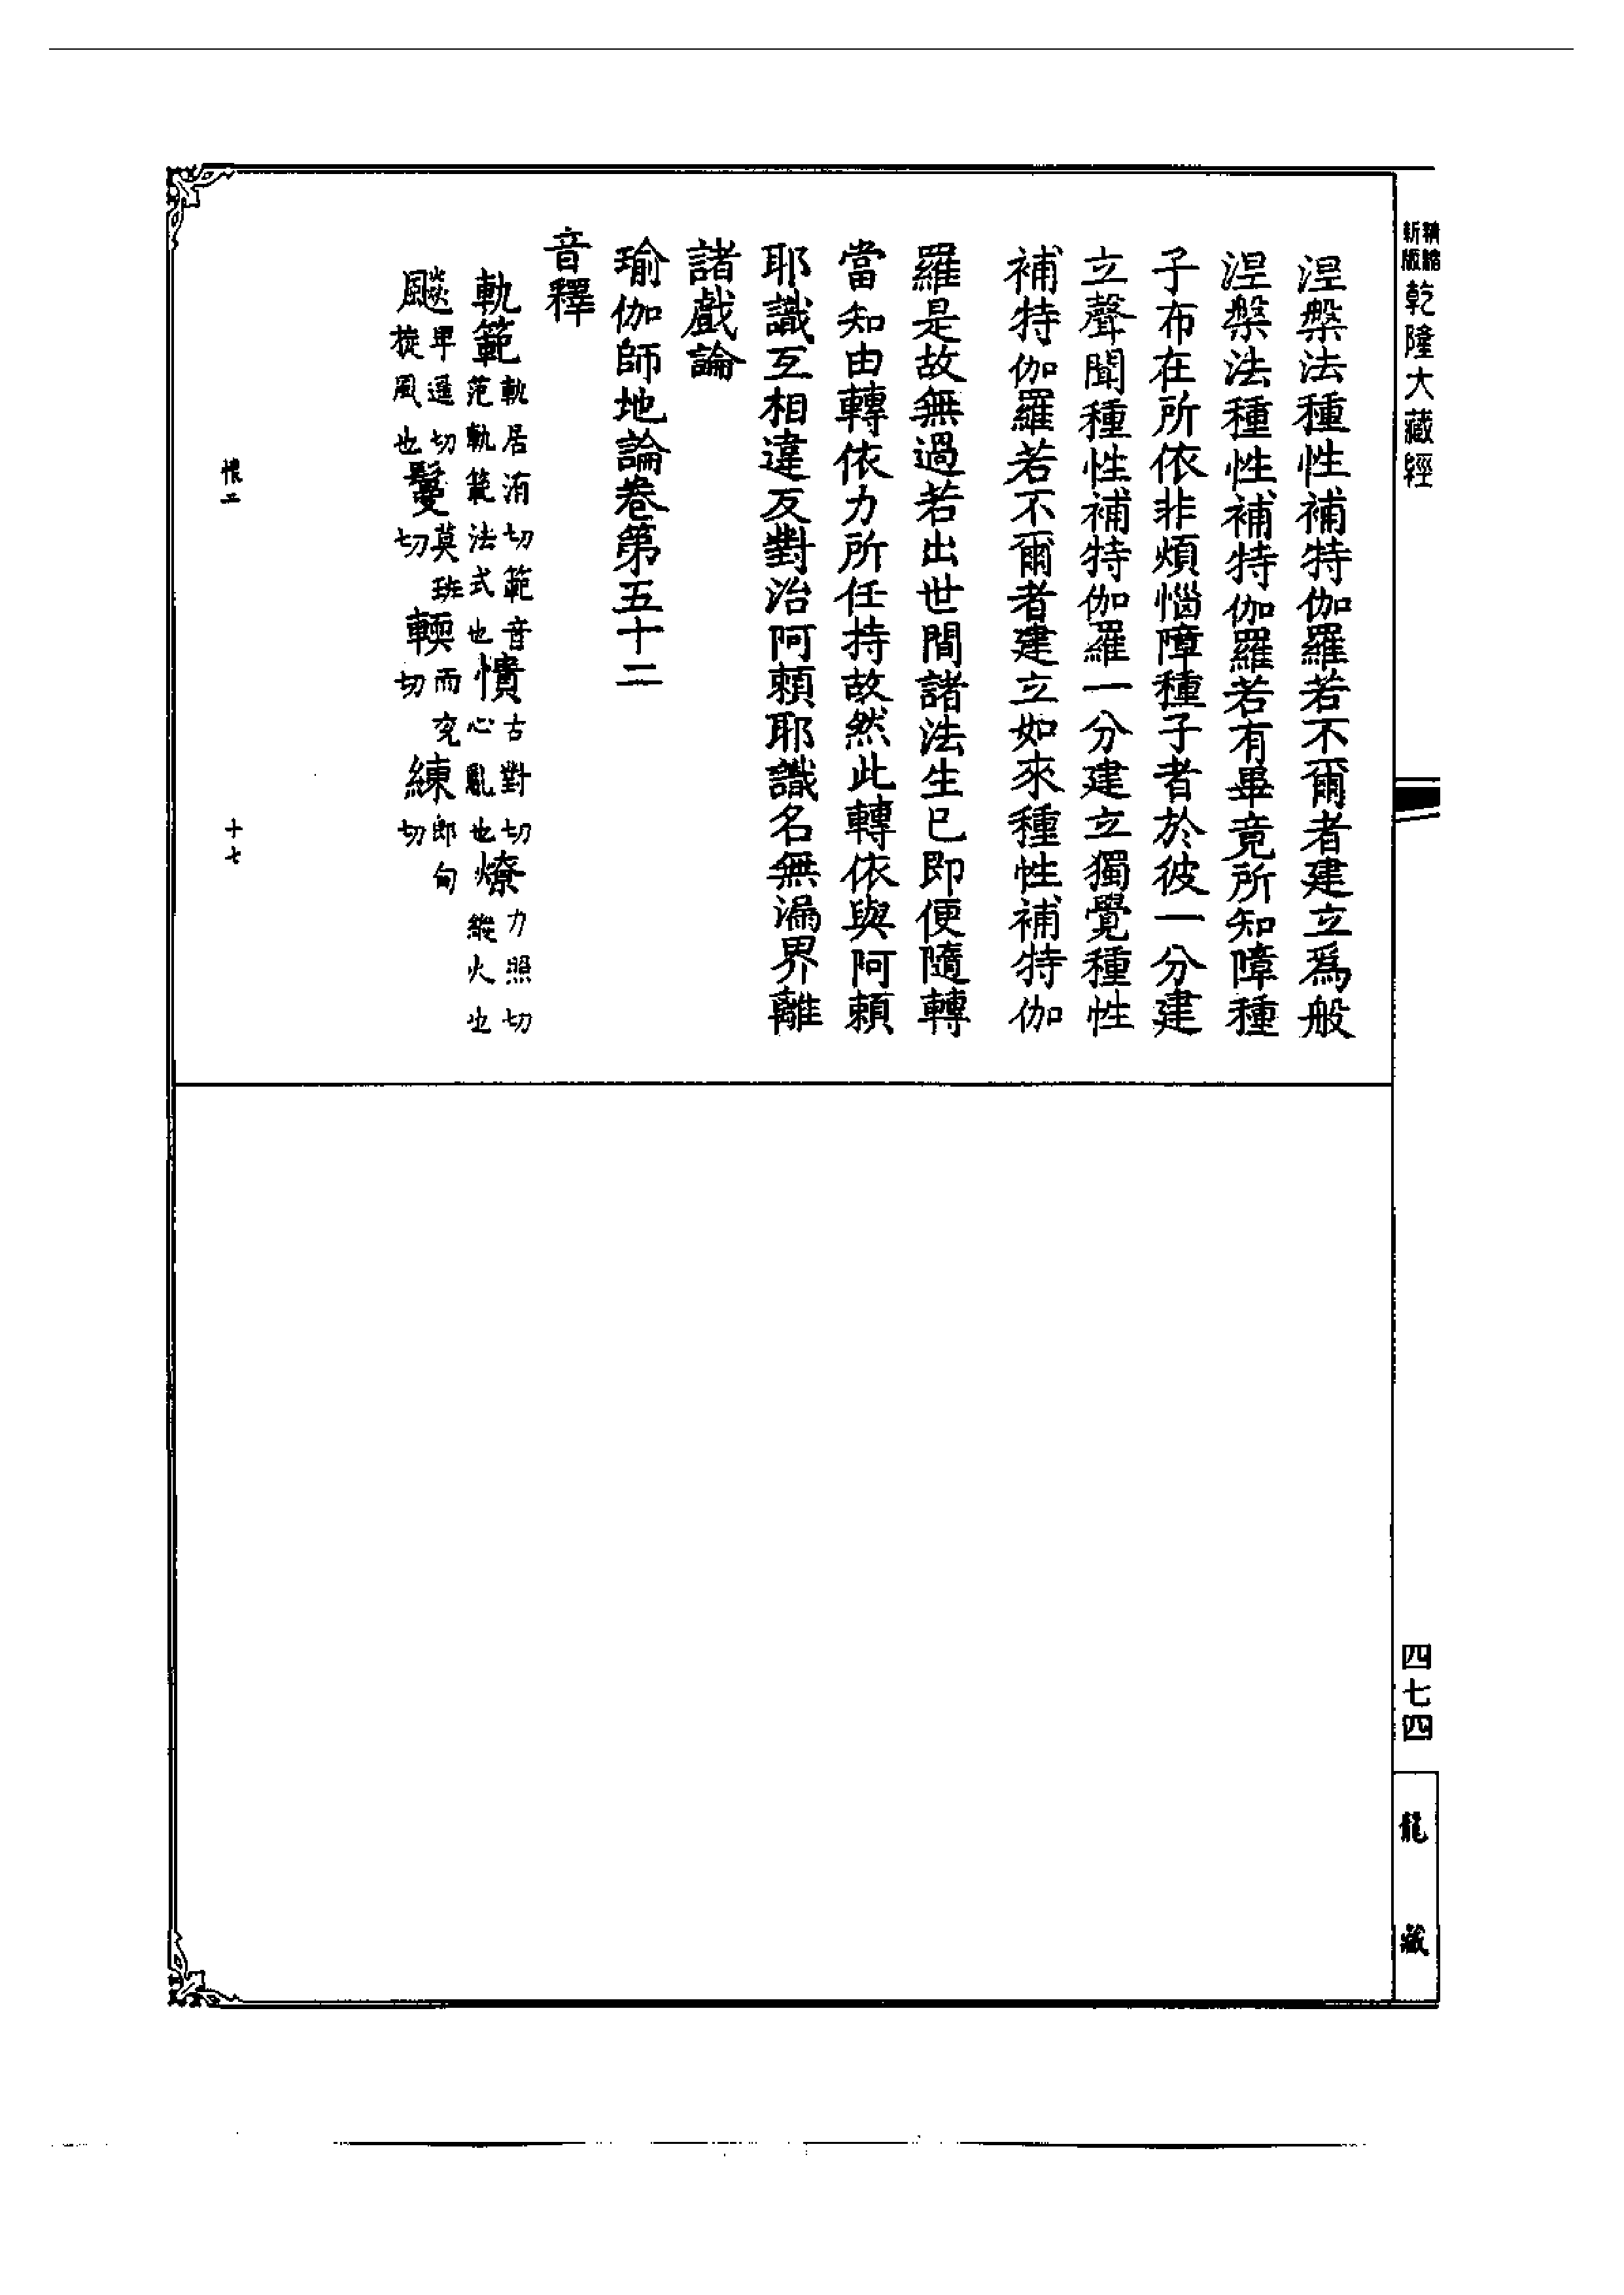 精縮新版乾隆大藏經
四七四
龍藏
涅槃法種性補特伽羅若不爾者建立爲般
涅槃法種性補特伽羅若有畢竟所知障種
子布在所依非煩惱障種子者於彼一分建
立聲聞種性補特伽羅一分建立獨覺種性
補特伽羅若不爾者建立如來種性補特伽
羅是故無過若出世間諸法生已即便隨轉
當知由轉依力所任持故然此轉依與阿賴
耶識互相違反對治阿賴耶識名無漏界離
諸戲論
瑜伽師地論卷第五十二
音釋
軌範軌居洧切範音范軌範法式也憒古對切心亂也燎力照切縱火也
飈卑遥切旋風也鬘莫班切輭而兗切練郎甸切
十七